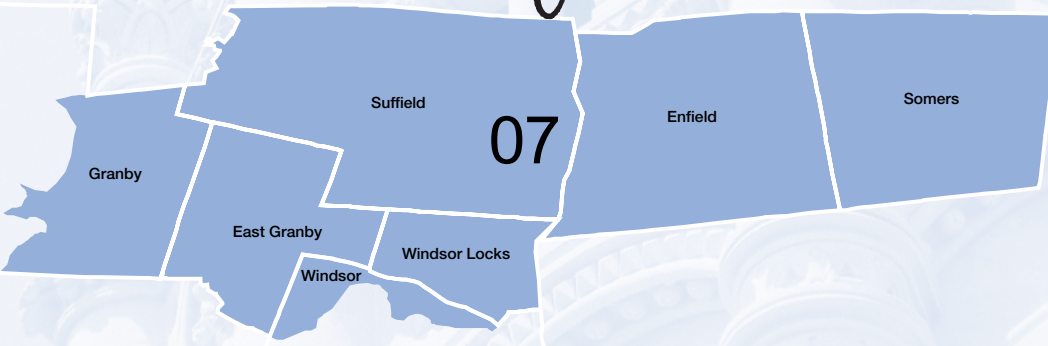 Suffield
Somers
Enfield
07
Granby
East Granby
Windsor Locks
Windsor